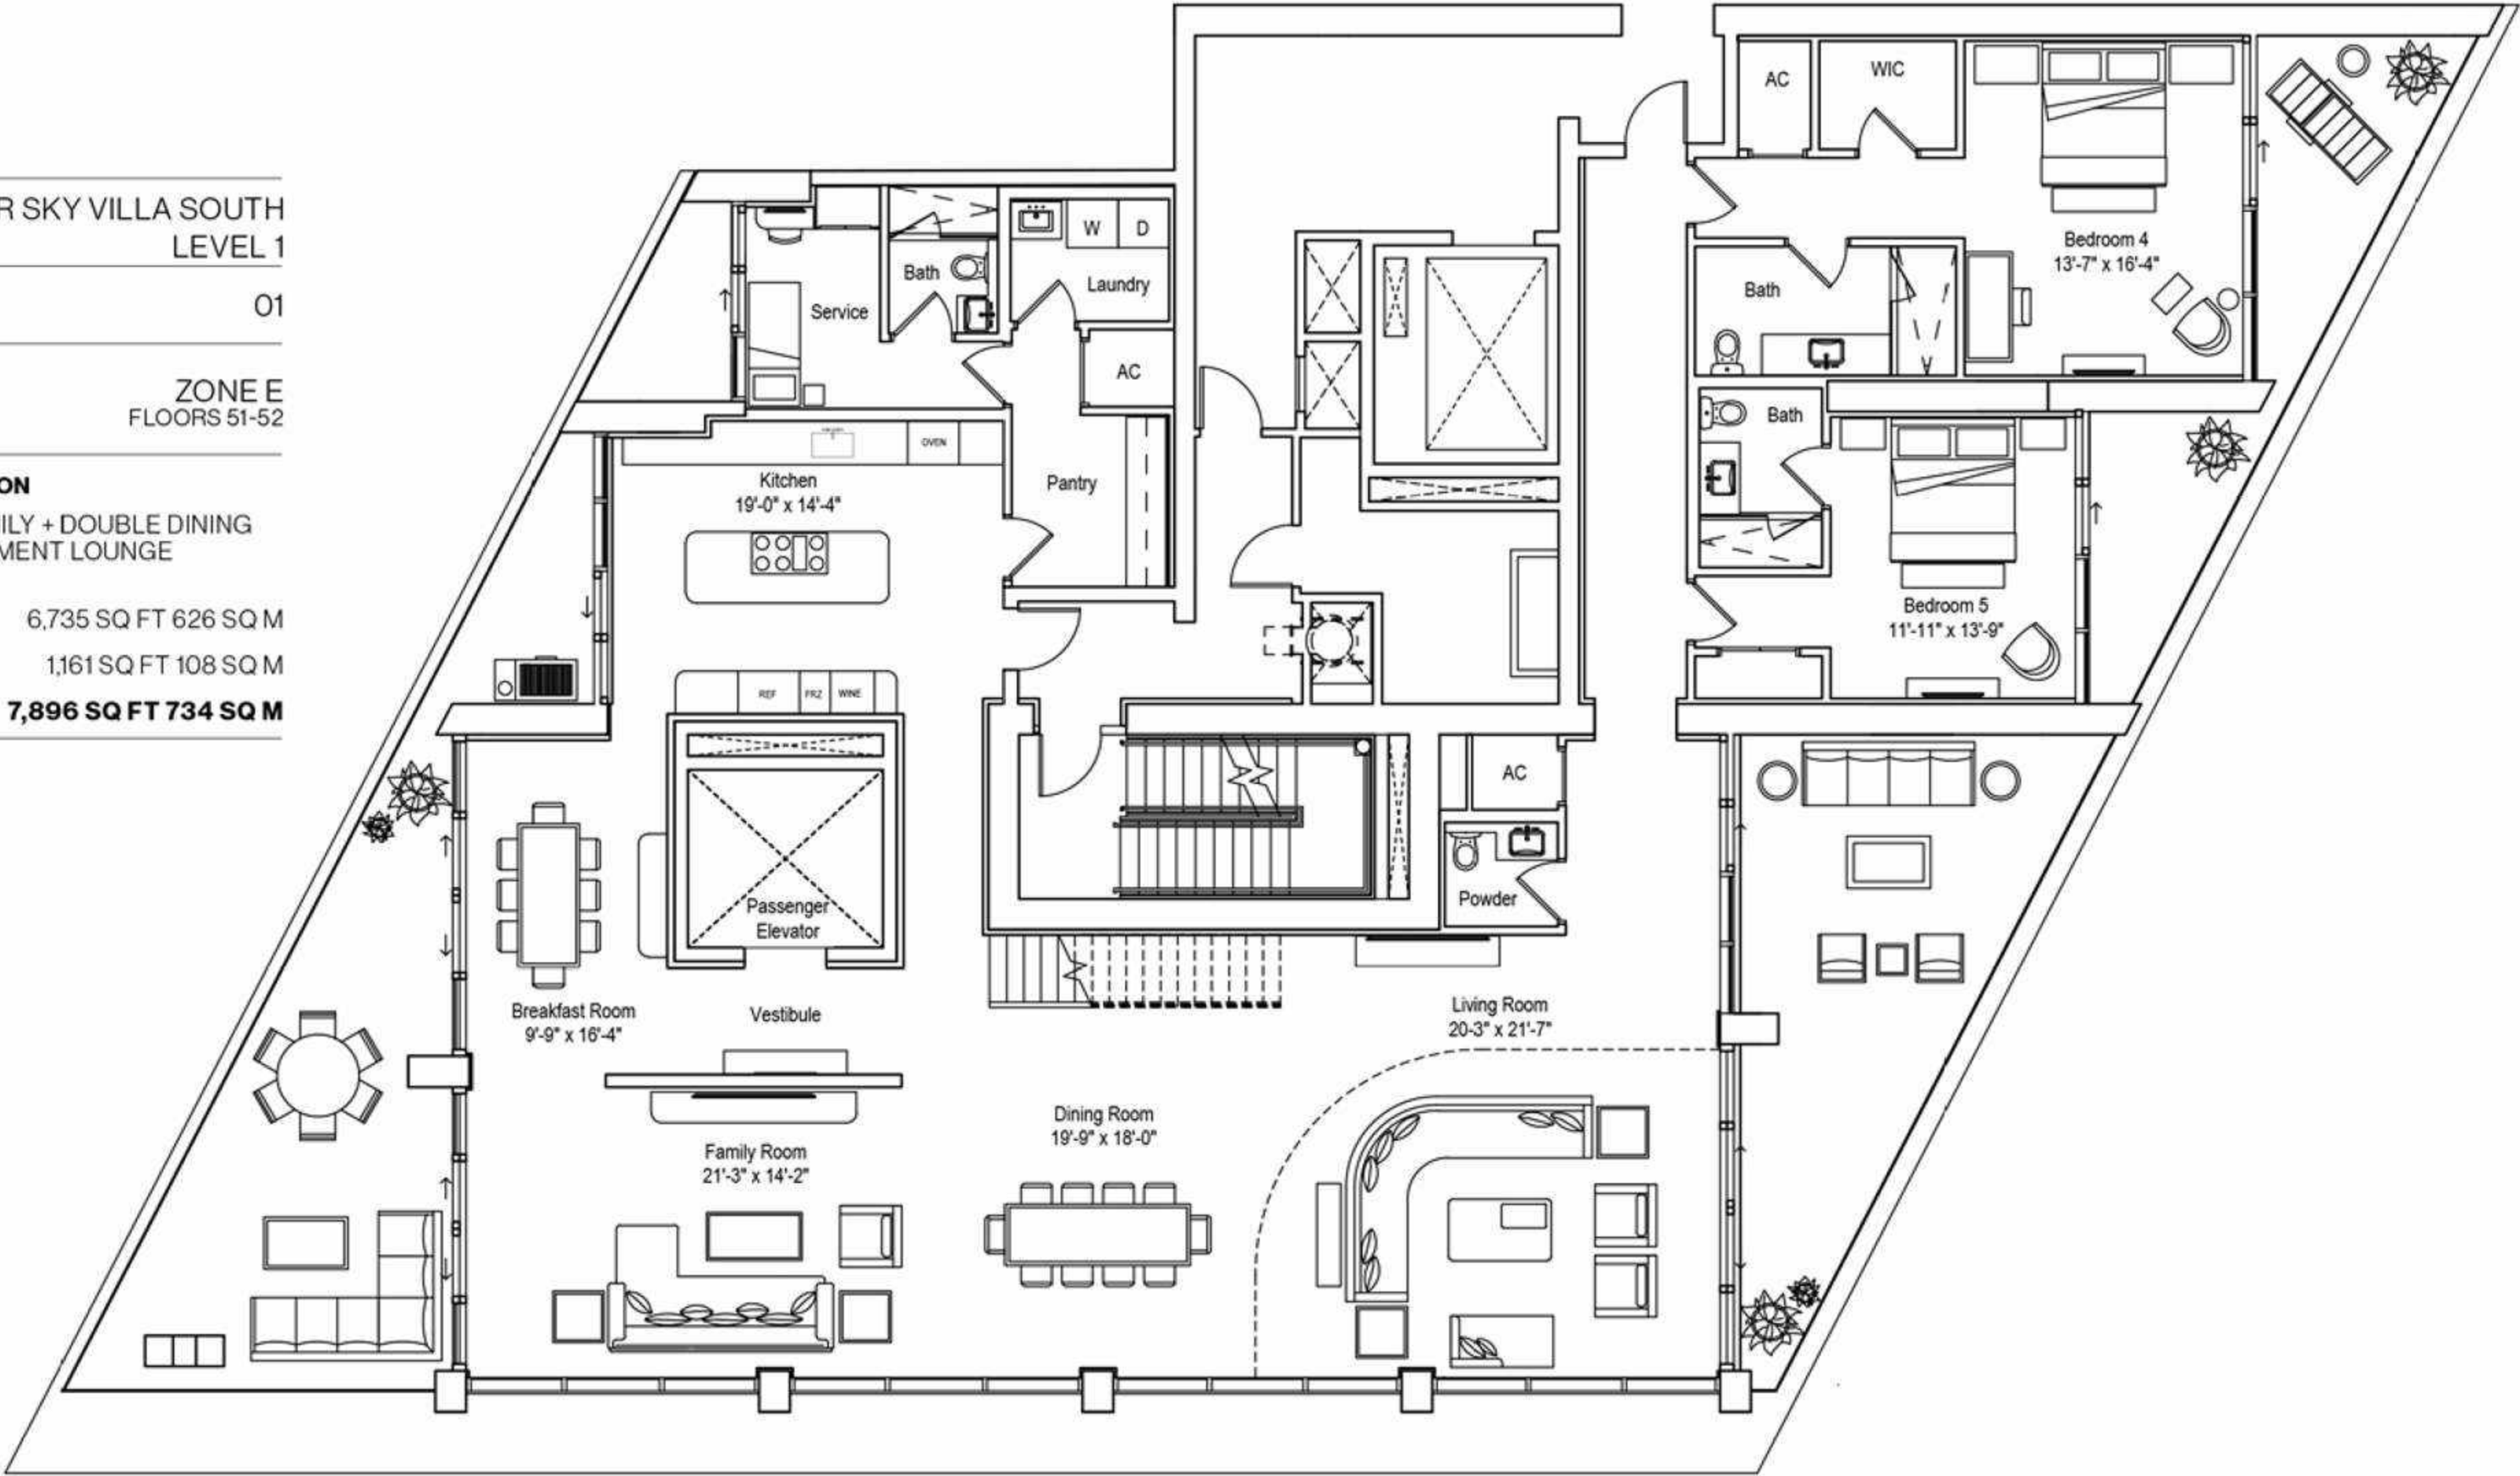 R SKY VILLA SOUTH
LEVEL 1
01
ZONE E
FLOORS 51-52
ON
ILY + DOUBLE DINING
MENT LOUNGE
6,735 SQ FT 626 SQ M
1,161 SQ FT 108 SQ M
7,896 SQ FT 734 SQ M
AC
WIC
Bedroom 4
13'-7" x 16'-4"
Bath
W
D
Bath
Laundry
Service
AC
Bath
OVEN
Kitchen
19'-0" x 14'-4"
Pantry
Bedroom 5
11'-11" x 13'-9"
REF
FRZ
WINE
AC
Powder
Passenger
Elevator
Breakfast Room
9'-9" x 16'-4"
Vestibule
Living Room
20-3" x 21'-7"
Dining Room
19'-9" x 18'-0"
Family Room
21'-3" x 14'-2"